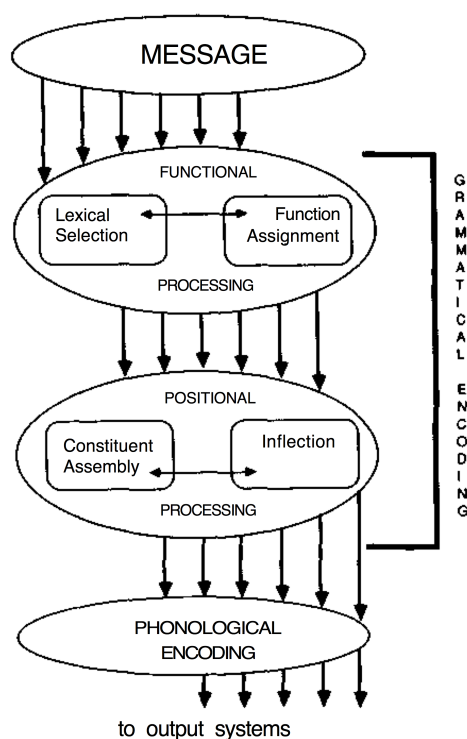 MESSAGE
FUNCTIONAL
Lexical
Selection
Function
Assignment
PROCESSING
POSITIONAL
Constituent
Assembly
Inflection
PROCESSING
GRAMMATICAL ENCODING
PHONOLOGICAL
ENCODING
to output systems